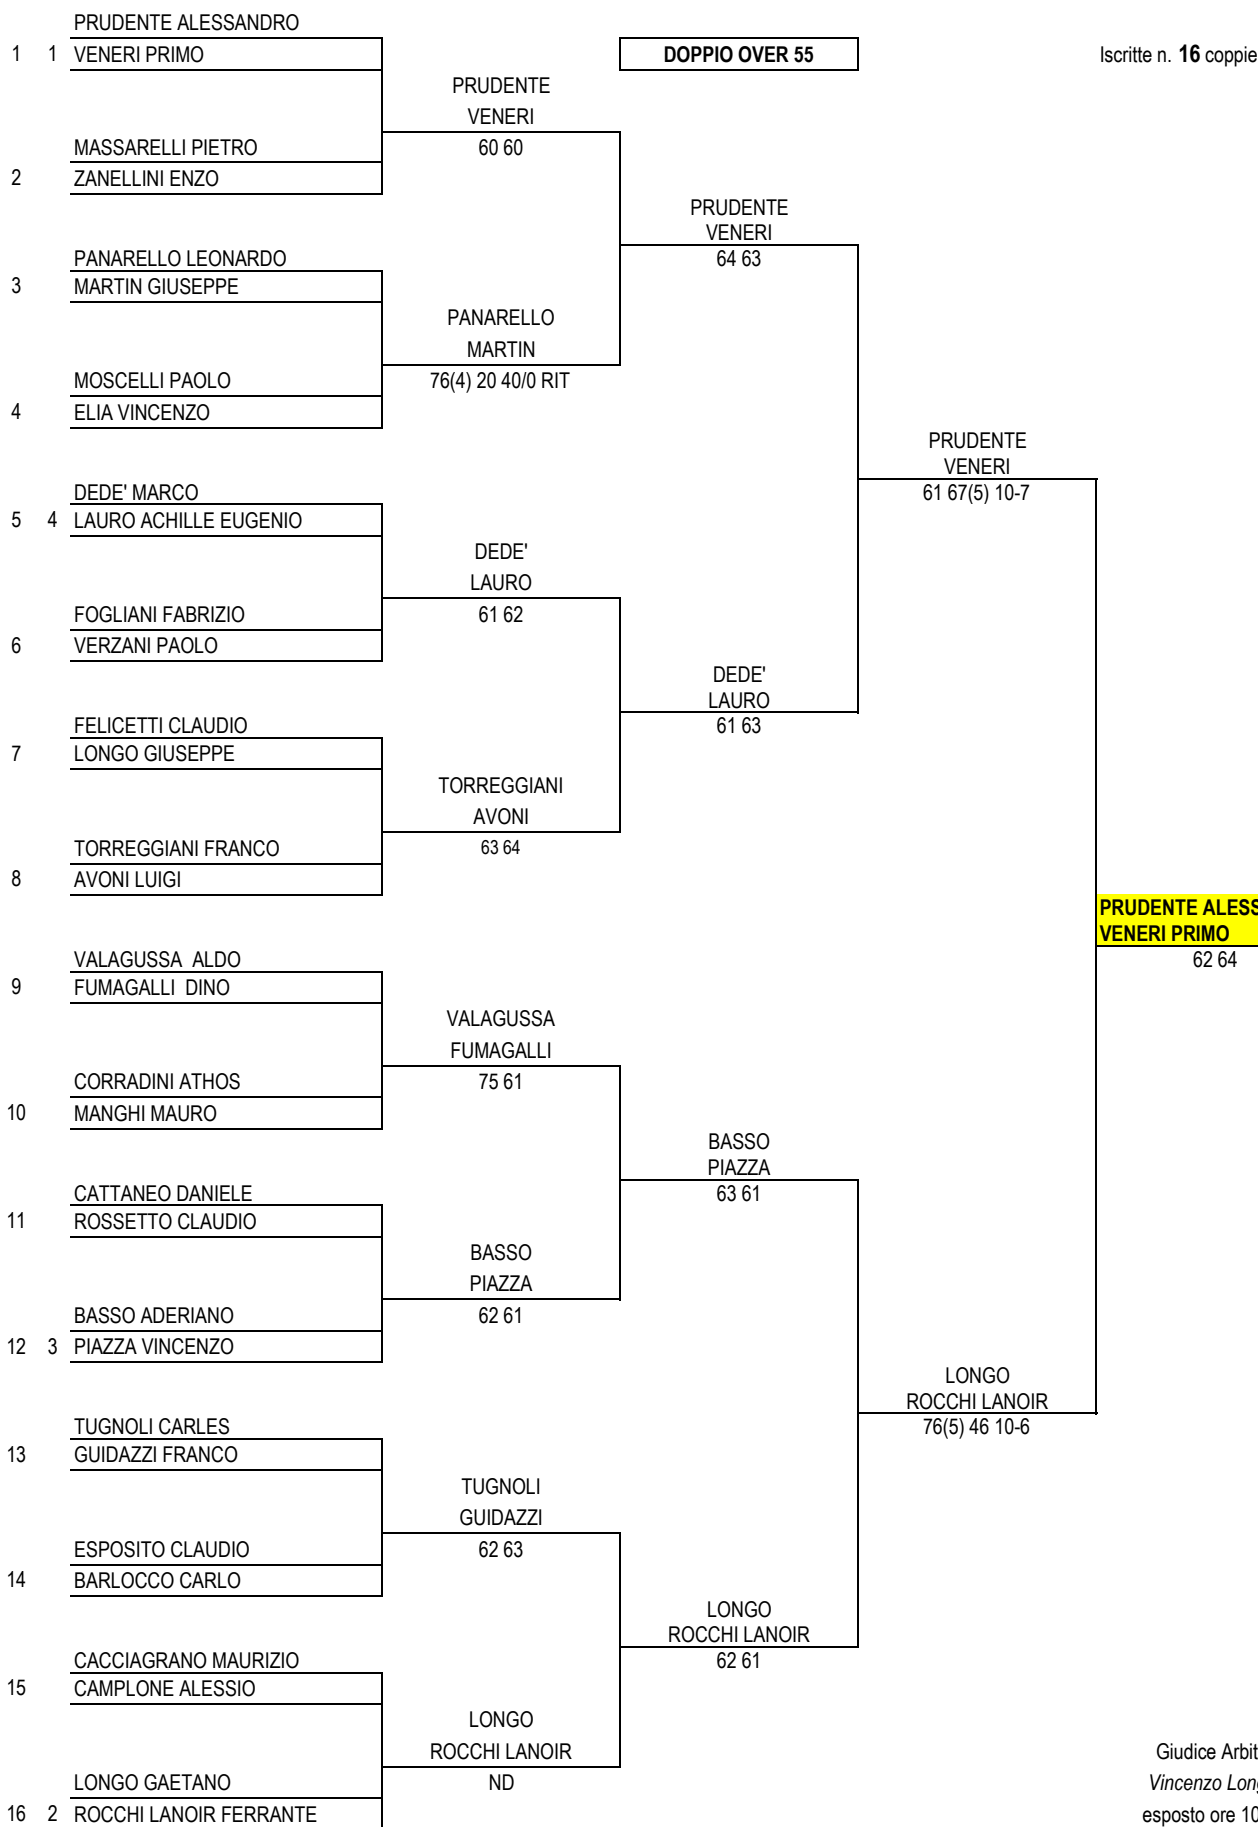 PRUDENTE ALESSANDRO
1 1 VENERI PRIMO
DOPPIO OVER 55
Iscritte n. 16 coppie
PRUDENTE
VENERI
60 60
MASSARELLI PIETRO
2 ZANELLINI ENZO
PRUDENTE
VENERI
64 63
PANARELLO LEONARDO
3 MARTIN GIUSEPPE
PANARELLO
MARTIN
76(4) 20 40/0 RIT
MOSCELLI PAOLO
4 ELIA VINCENZO
PRUDENTE
VENERI
61 67(5) 10-7
DEDE' MARCO
5 4 LAURO ACHILLE EUGENIO
DEDE'
LAURO
61 62
FOGLIANI FABRIZIO
6 VERZANI PAOLO
DEDE'
LAURO
61 63
FELICETTI CLAUDIO
7 LONGO GIUSEPPE
TORREGGIANI
AVONI
63 64
TORREGGIANI FRANCO
8 AVONI LUIGI
PRUDENTE ALESS
VENERI PRIMO
62 64
VALAGUSSA ALDO
9 FUMAGALLI DINO
VALAGUSSA
FUMAGALLI
75 61
CORRADINI ATHOS
10 MANGHI MAURO
BASSO
PIAZZA
63 61
CATTANEO DANIELE
11 ROSSETTO CLAUDIO
BASSO
PIAZZA
62 61
BASSO ADERIANO
12 3 PIAZZA VINCENZO
LONGO
ROCCHI LANOIR
76(5) 46 10-6
TUGNOLI CARLES
13 GUIDAZZI FRANCO
TUGNOLI
GUIDAZZI
62 63
ESPOSITO CLAUDIO
14 BARLOCCO CARLO
LONGO
ROCCHI LANOIR
62 61
CACCIAGRANO MAURIZIO
15 CAMPLONE ALESSIO
LONGO
ROCCHI LANOIR
ND
LONGO GAETANO
16 2 ROCCHI LANOIR FERRANTE
Giudice Arbit
Vincenzo Lon
esposto ore 10